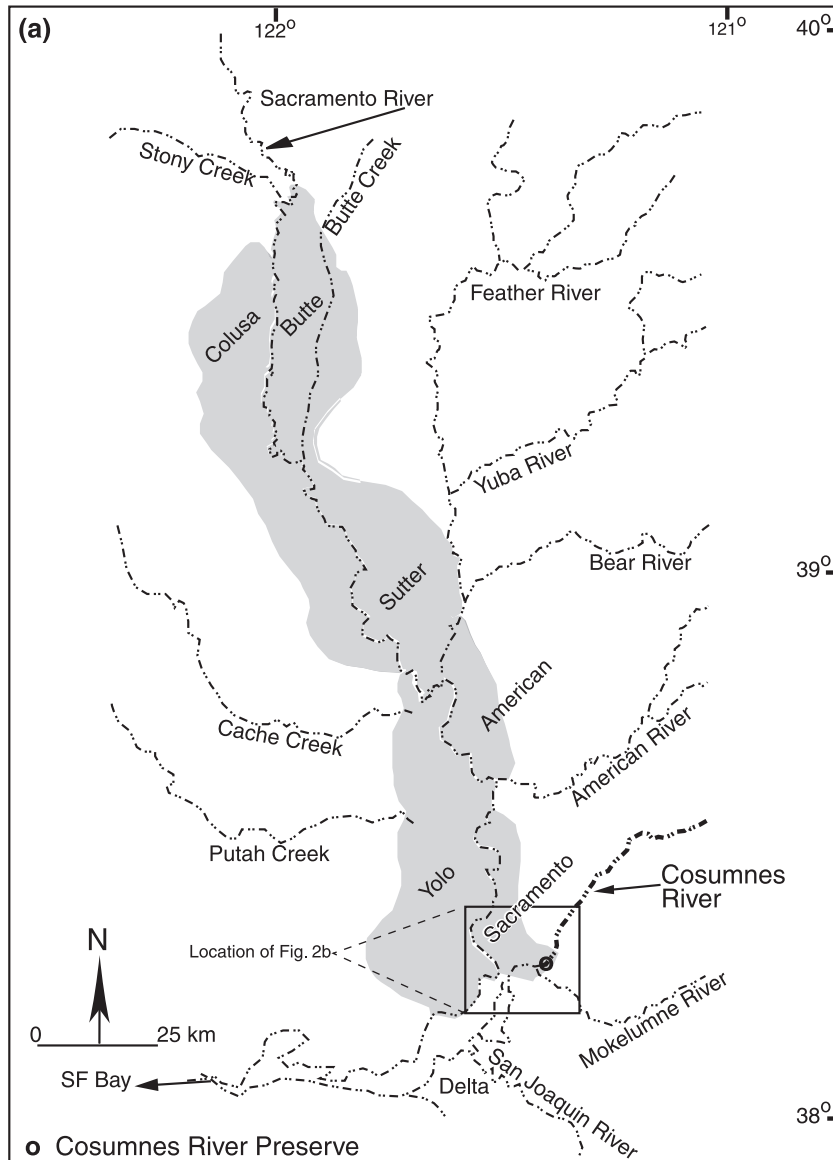 (a)
122°
121°
40°
Sacramento River
Stony Creek
Butte Creek
Feather River
Colusa
Butte
Yuba River
39°
Bear River
Sutter
American
Cache Creek
American River
Putah Creek
Yolo
Sacramento
Cosumnes
River
N
Location of Fig. 2b
0
25 km
Mokelumne River
SF Bay
Delta
San Joaquin River
38°
o Cosumnes River Preserve